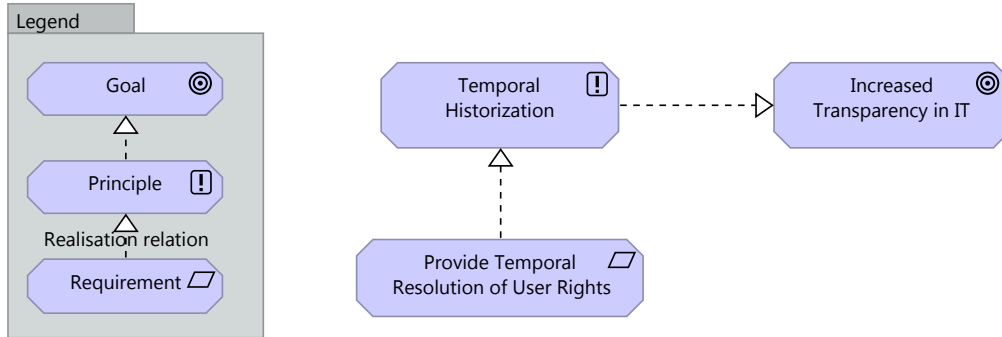 Legend
Goal
Principle
Realisation relation
Requirement
Temporal
Historization
Increased
Transparency in IT
Provide Temporal
Resolution of User Rights